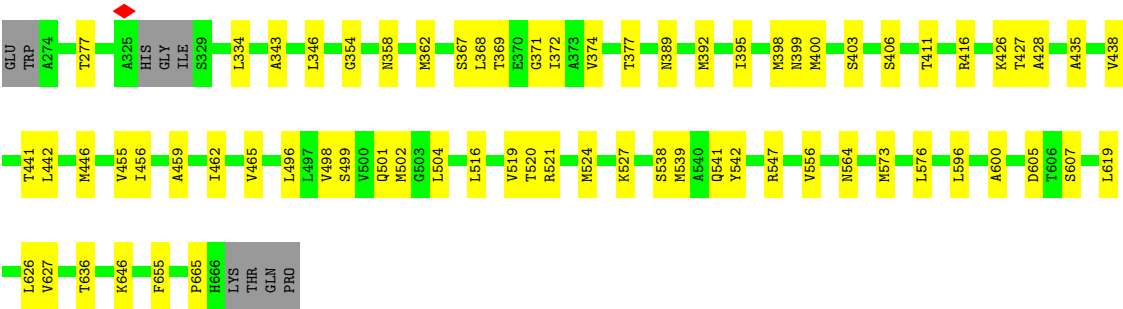 GLU TRP A274 T277 A325 HIS GLY ILE S329 L334 A343 L346 G354 N358 M362 S367 L368 T369 E370 G371 I372 A373 V374 T377 N389 M392 I395 M398 N399 M400 S403 S406 T411 R416 K426 T427 A428 A435 V438
T441 L442 M446 V455 I456 A459 I462 V465 L496 L497 V498 S499 V500 Q501 M502 G503 L504 L516 V519 T520 R521 M524 K527 S538 M539 A540 Q541 Y542 R547 V556 N564 M573 L576 L596 A600 D605 T606 S607 L619
L626 V627 T636 K646 F655 P665 H666 LYS THR GLN PRO